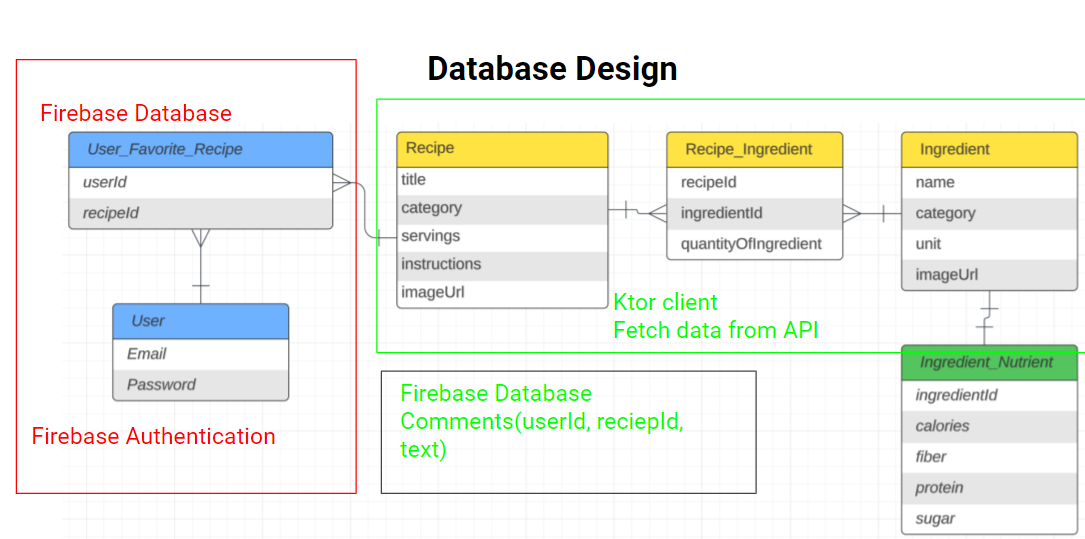 Database Design
Firebase Database
User_Favorite_Recipe
userId
recipeId
User
Email
Password
Firebase Authentication
Recipe
title
category
servings
instructions
imageUrl
Recipe_Ingredient
recipeId
ingredientId
quantityOfIngredient
Ingredient
name
category
unit
imageUrl
Ktor client
Fetch data from API
Ingredient_Nutrient
ingredientId
calories
fiber
protein
sugar
Firebase Database
Comments(userId, reciepId,
text)